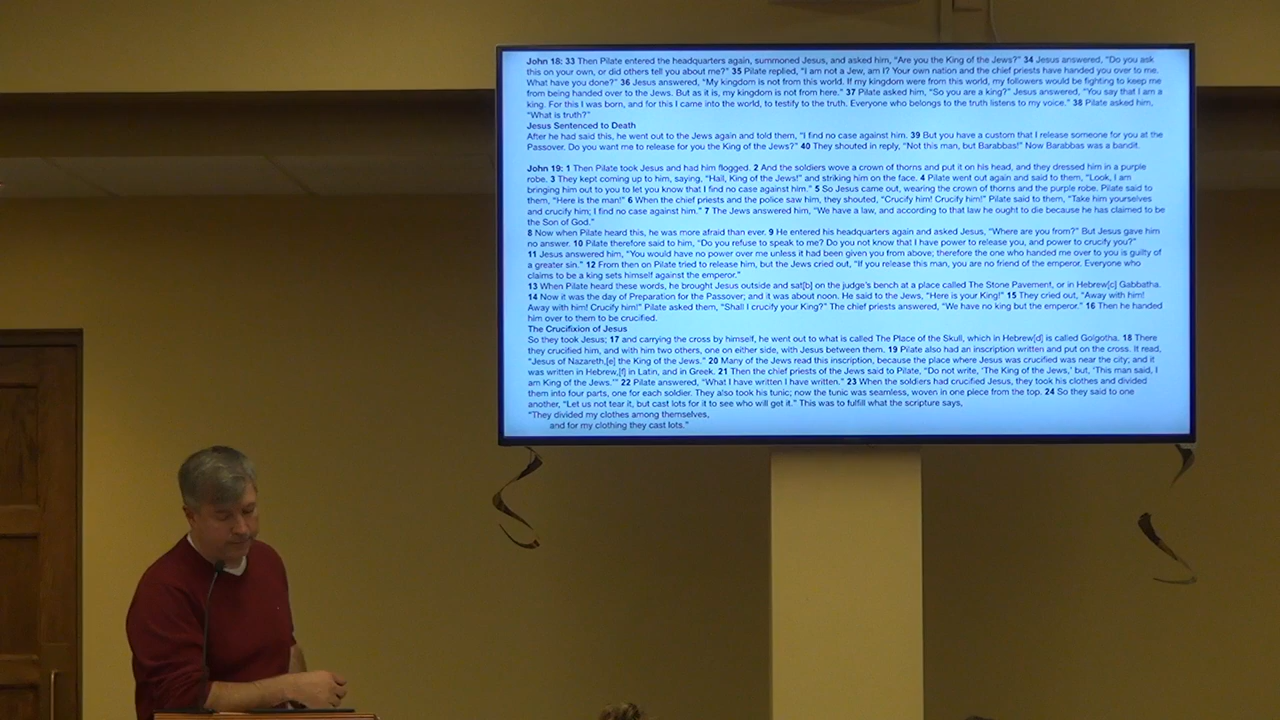 John 18: 33 Then Pilate entered the headquarters again, summoned Jesus, and asked him, "Are you the King of the Jews?" 34 Jesus answered, "Do you ask
this on your own, or did others tell you about me?" 35 Pilate replied, "I am not a Jew, am I? Your own nation and the chief priests have handed you over to me.
What have you done?" 36 Jesus answered, "My kingdom is not from this world. If my kingdom were from this world, my followers would be fighting to keep me
from being handed over to the Jews. But as it is, my kingdom is not from here." 37 Pilate asked him, "So you are a king?" Jesus answered, "You say that I am a
king. For this I was born, and for this I came into the world, to testify to the truth. Everyone who belongs to the truth listens to my voice." 38 Pilate asked him,
"What is truth?"
Jesus Sentenced to Death
After he had said this, he went out to the Jews again and told them, "I find no case against him. 39 But you have a custom that I release someone for you at the
Passover. Do you want me to release for you the King of the Jews?" 40 They shouted in reply, "Not this man, but Barabbas!" Now Barabbas was a bandit.
John 19: 1 Then Pilate took Jesus and had him flogged. 2 And the soldiers wove a crown of thorns and put it on his head, and they dressed him in a purple
robe. 3 They kept coming up to him, saying, "Hail, King of the Jews!" and striking him on the face. 4 Pilate went out again and said to them, "Look, I am
bringing him out to you to let you know that I find no case against him." 5 So Jesus came out, wearing the crown of thorns and the purple robe. Pilate said to
them, "Here is the man!" 6 When the chief priests and the police saw him, they shouted, "Crucify him! Crucify him!" Pilate said to them, "Take him yourselves
and crucify him; I find no case against him." 7 The Jews answered him, "We have a law, and according to that law he ought to die because he has claimed to be
the Son of God."
8 Now when Pilate heard this, he was more afraid than ever. 9 He entered his headquarters again and asked Jesus, "Where are you from?" But Jesus gave him
no answer. 10 Pilate therefore said to him, "Do you refuse to speak to me? Do you not know that I have power to release you, and power to crucify you?"
11 Jesus answered him, "You would have no power over me unless it had been given you from above; therefore the one who handed me over to you is guilty of
a greater sin." 12 From then on Pilate tried to release him, but the Jews cried out, "If you release this man, you are no friend of the emperor. Everyone who
claims to be a king sets himself against the emperor."
13 When Pilate heard these words, he brought Jesus outside and sat[b] on the judge's bench at a place called The Stone Pavement, or in Hebrew[c] Gabbatha.
14 Now it was the day of Preparation for the Passover; and it was about noon. He said to the Jews, "Here is your King!" 15 They cried out, "Away with him!
Away with him! Crucify him!" Pilate asked them, "Shall I crucify your King?" The chief priests answered, "We have no king but the emperor." 16 Then he handed
him over to them to be crucified.
The Crucifixion of Jesus
So they took Jesus; 17 and carrying the cross by himself, he went out to what is called The Place of the Skull, which in Hebrew[d] is called Golgotha. 18 There
they crucified him, and with him two others, one on either side, with Jesus between them. 19 Pilate also had an inscription written and put on the cross. It read,
"Jesus of Nazareth,[e] the King of the Jews." 20 Many of the Jews read this inscription, because the place where Jesus was crucified was near the city; and it
was written in Hebrew,[f] in Latin, and in Greek. 21 Then the chief priests of the Jews said to Pilate, "Do not write, 'The King of the Jews,' but, 'This man said, I
am King of the Jews.'" 22 Pilate answered, "What I have written I have written." 23 When the soldiers had crucified Jesus, they took his clothes and divided
them into four parts, one for each soldier. They also took his tunic; now the tunic was seamless, woven in one piece from the top. 24 So they said to one
another, "Let us not tear it, but cast lots for it to see who will get it." This was to fulfill what the scripture says,
"They divided my clothes among themselves,
and for my clothing they cast lots."